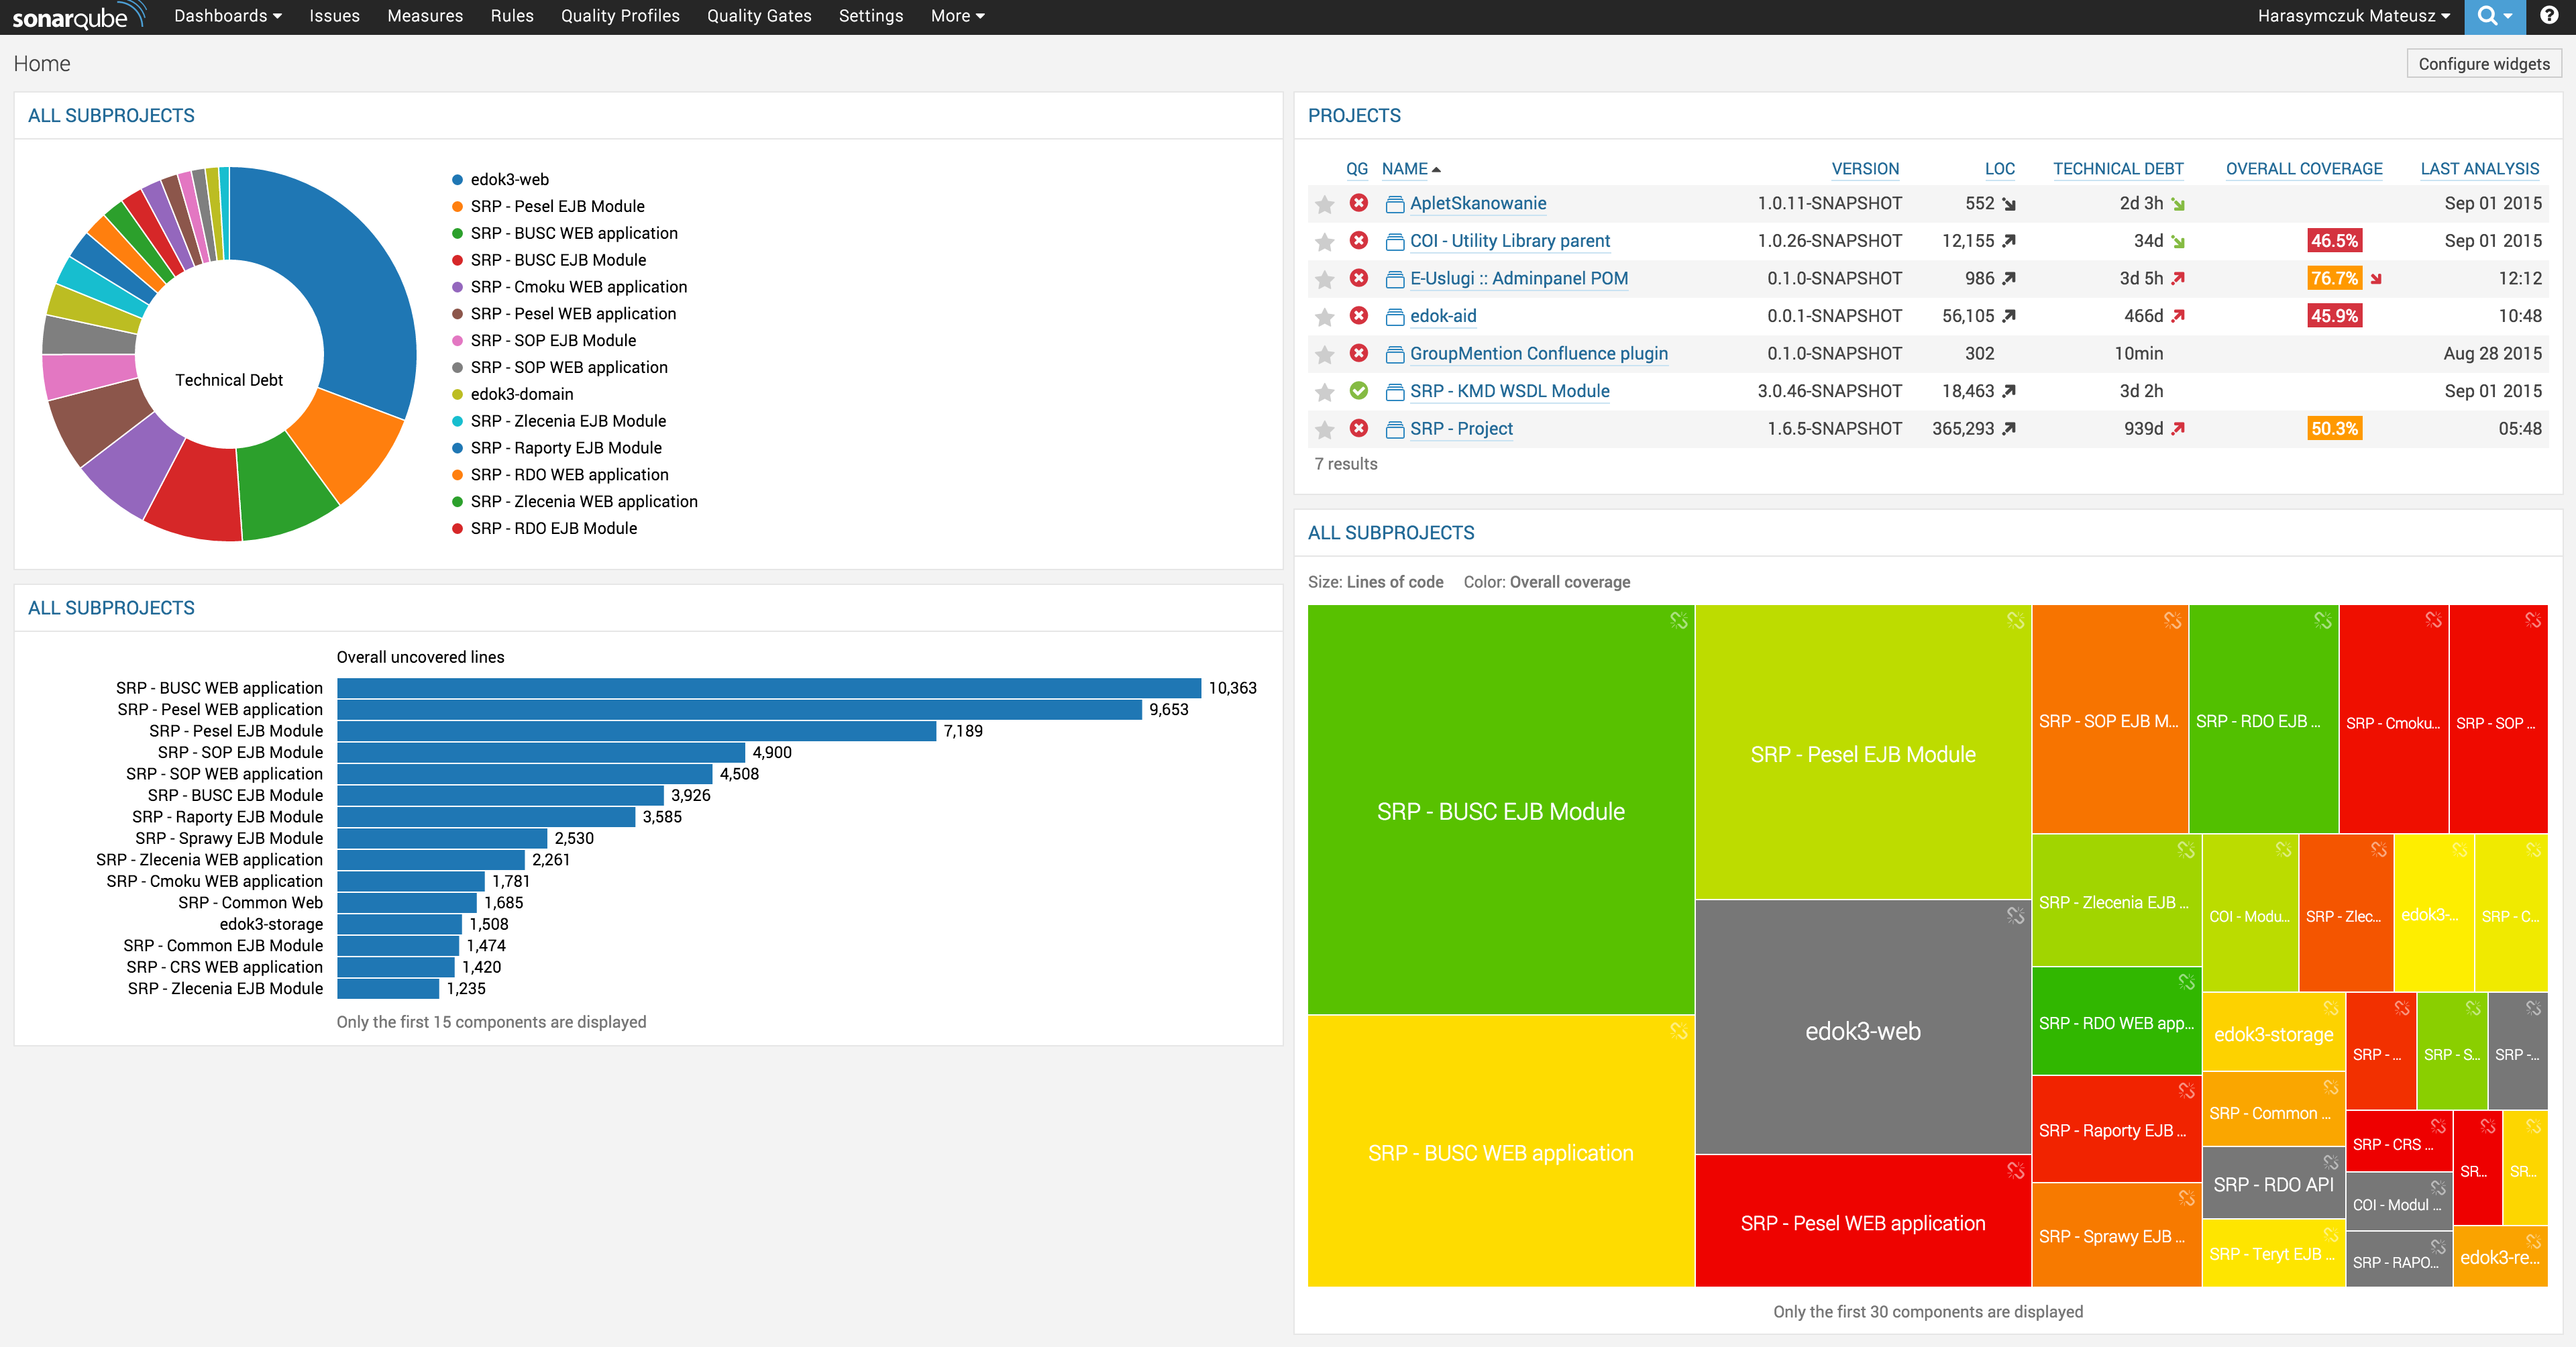 sonarqube Dashboards Issues Measures Rules Quality Profiles Quality Gates Settings More Harasymczuk Mateusz
Home Configure widgets
ALL SUBPROJECTS
Technical Debt
edok3-web
SRP - Pesel EJB Module
SRP - BUSC WEB application
SRP - BUSC EJB Module
SRP - Cmoku WEB application
SRP - Pesel WEB application
SRP - SOP EJB Module
SRP - SOP WEB application
edok3-domain
SRP - Zlecenia EJB Module
SRP - Raporty EJB Module
SRP - RDO WEB application
SRP - Zlecenia WEB application
SRP - RDO EJB Module
ALL SUBPROJECTS
Overall uncovered lines
SRP - BUSC WEB application 10,363
SRP - Pesel WEB application 9,653
SRP - Pesel EJB Module 7,189
SRP - SOP EJB Module 4,900
SRP - SOP WEB application 4,508
SRP - BUSC EJB Module 3,926
SRP - Raporty EJB Module 3,585
SRP - Sprawy EJB Module 2,530
SRP - Zlecenia WEB application 2,261
SRP - Cmoku WEB application 1,781
SRP - Common Web 1,685
edok3-storage 1,508
SRP - Common EJB Module 1,474
SRP - CRS WEB application 1,420
SRP - Zlecenia EJB Module 1,235
Only the first 15 components are displayed
PROJECTS
QG NAME VERSION LOC TECHNICAL DEBT OVERALL COVERAGE LAST ANALYSIS
ApletSkanowanie 1.0.11-SNAPSHOT 552 2d 3h Sep 01 2015
COI - Utility Library parent 1.0.26-SNAPSHOT 12,155 34d 46.5% Sep 01 2015
E-Uslugi :: Adminpanel POM 0.1.0-SNAPSHOT 986 3d 5h 76.7% 12:12
edok-aid 0.0.1-SNAPSHOT 56,105 466d 45.9% 10:48
GroupMention Confluence plugin 0.1.0-SNAPSHOT 302 10min Aug 28 2015
SRP - KMD WSDL Module 3.0.46-SNAPSHOT 18,463 3d 2h Sep 01 2015
SRP - Project 1.6.5-SNAPSHOT 365,293 939d 50.3% 05:48
7 results
ALL SUBPROJECTS
Size: Lines of code Color: Overall coverage
SRP - BUSC EJB Module
SRP - BUSC WEB application
SRP - Pesel EJB Module
edok3-web
SRP - Pesel WEB application
SRP - SOP EJB M...
SRP - RDO EJB ...
SRP - Cmoku...
SRP - SOP ...
SRP - Zlecenia EJB ...
SRP - RDO WEB app...
SRP - Raporty EJB ...
SRP - Sprawy EJB ...
COI - Modu...
SRP - Zlec...
edok3-...
SRP - C...
edok3-storage
SRP - Common ...
SRP - RDO API
SRP - Teryt EJB ...
SRP - ...
SRP - S...
SRP -...
SRP - CRS ...
COI - Modul ...
SRP - RAPO...
SR...
SR...
edok3-re...
Only the first 30 components are displayed